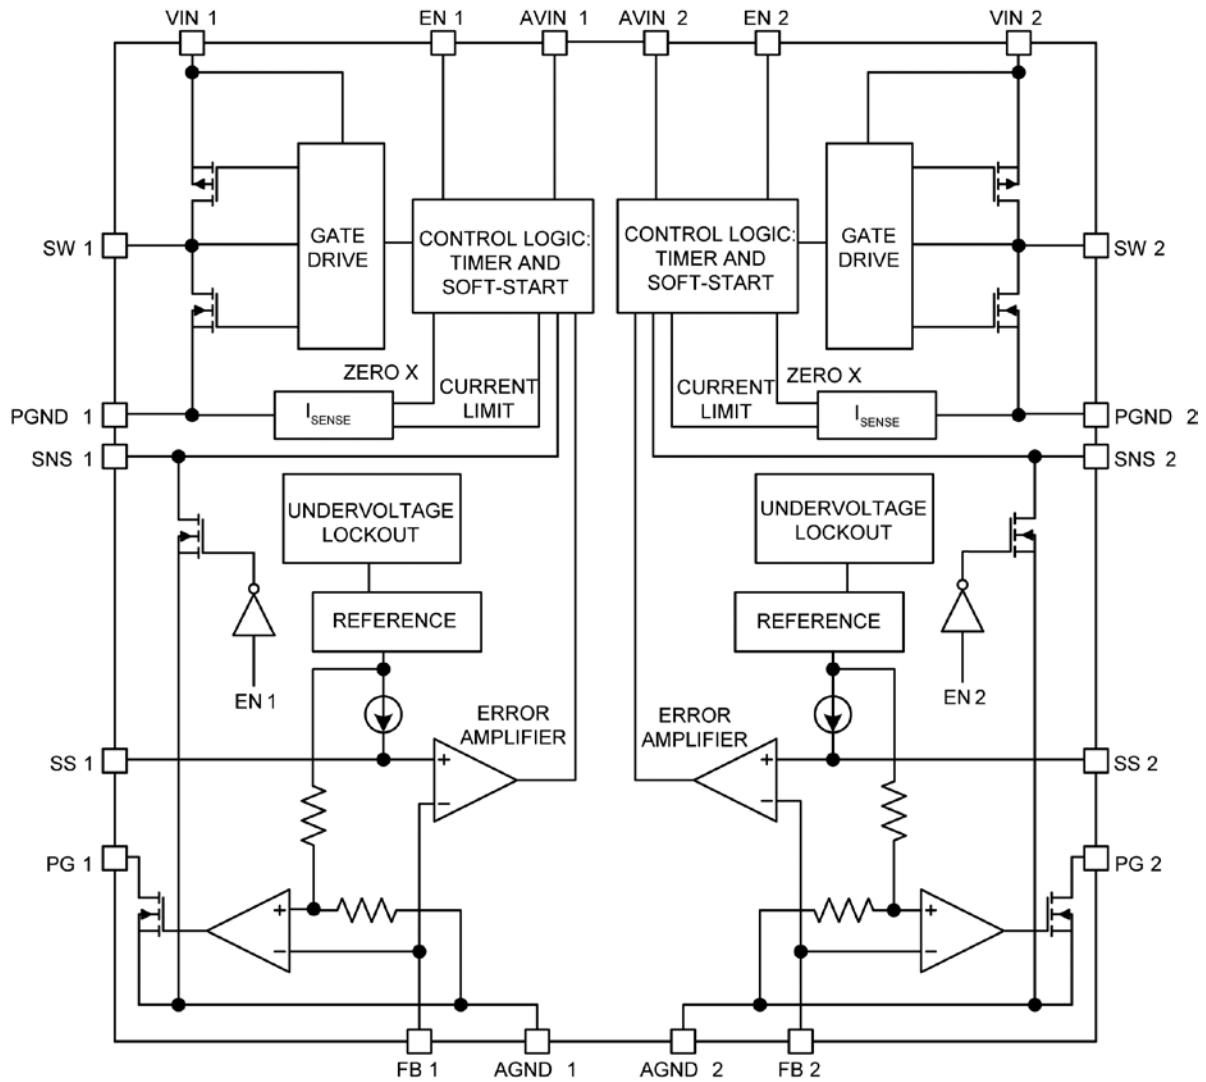 VIN 1
EN 1
AVIN 1
AVIN 2
EN 2
VIN 2
SW 1
GATE
DRIVE
CONTROL LOGIC:
TIMER AND
SOFT-START
CONTROL LOGIC:
TIMER AND
SOFT-START
GATE
DRIVE
SW 2
ZERO X
CURRENT
LIMIT
CURRENT
LIMIT
ZERO X
PGND 1
ISENSE
ISENSE
PGND 2
SNS 1
SNS 2
UNDERVOLTAGE
LOCKOUT
UNDERVOLTAGE
LOCKOUT
REFERENCE
REFERENCE
EN 1
EN 2
ERROR
AMPLIFIER
ERROR
AMPLIFIER
SS 1
+
+
SS 2
−
−
PG 1
PG 2
+
+
−
−
FB 1
AGND 1
AGND 2
FB 2